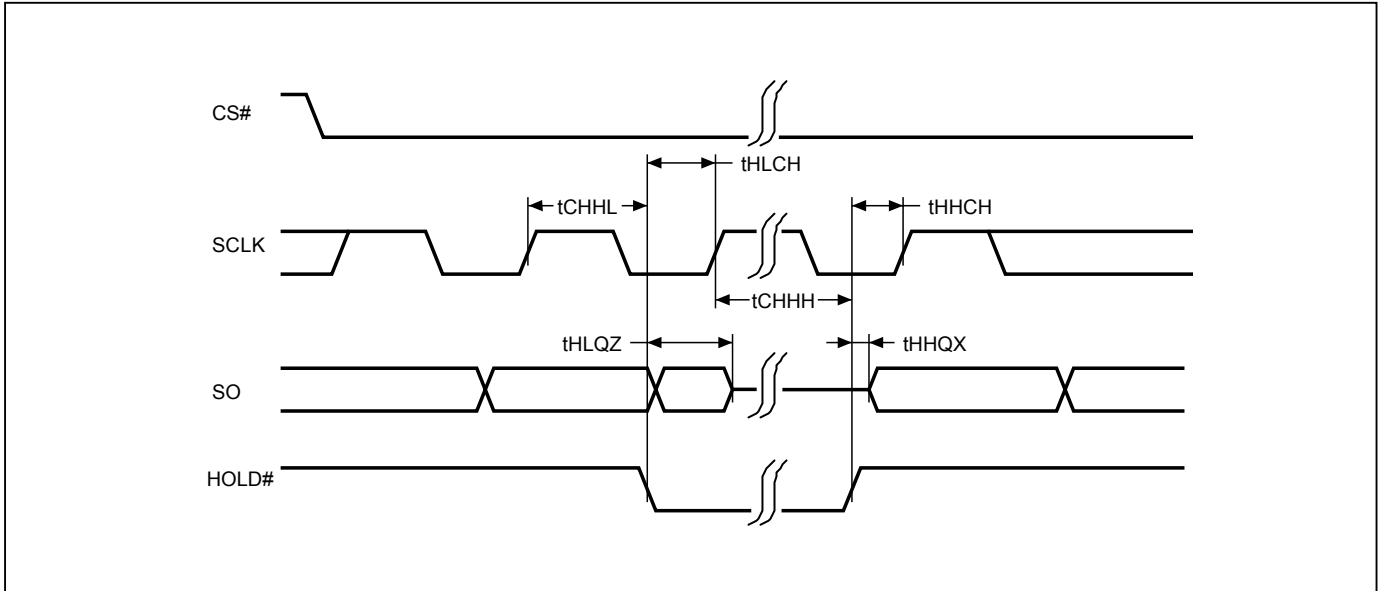 CS#
tHLCH
tCHHL
tHHCH
SCLK
tCHHH
tHLQZ
tHHQX
SO
HOLD#